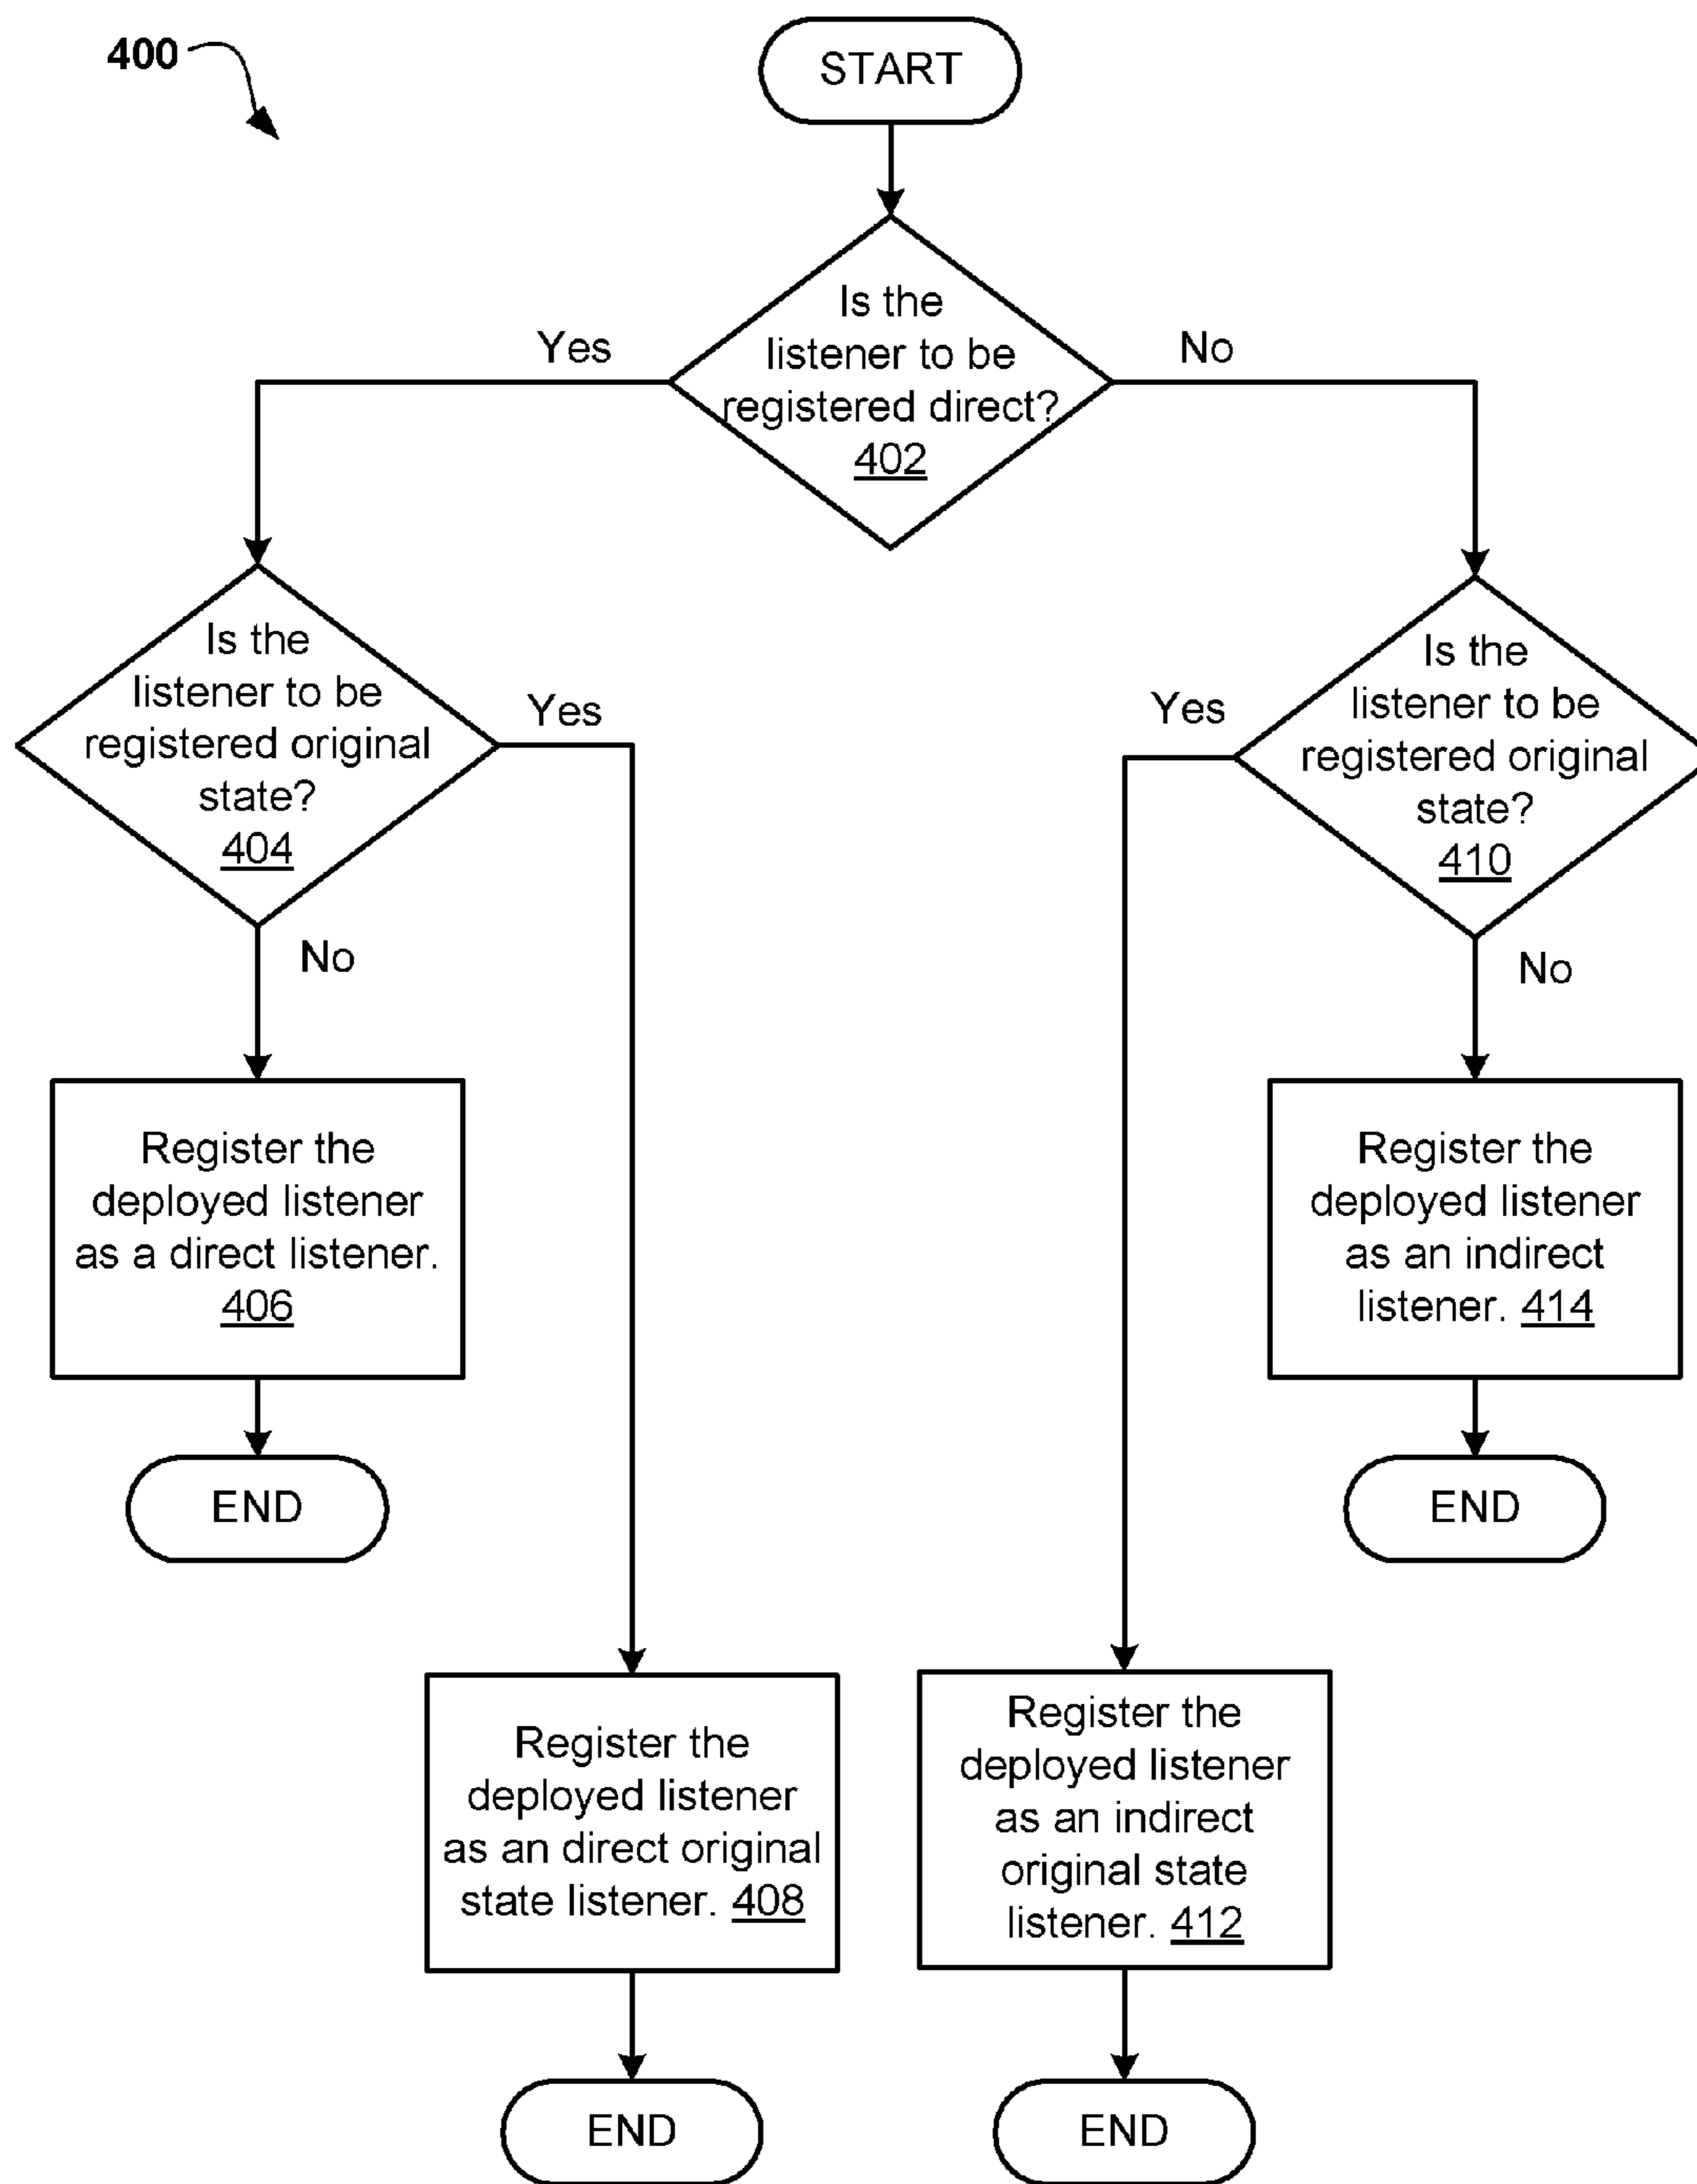 400
START
Is the
listener to be
registered direct?
402
Yes
No
Is the
listener to be
registered original
state?
404
Yes
No
Is the
listener to be
registered original
state?
410
Yes
No
Register the
deployed listener
as a direct listener.
406
END
Register the
deployed listener
as an indirect
listener. 414
END
Register the
deployed listener
as an direct original
state listener. 408
END
Register the
deployed listener
as an indirect
original state
listener. 412
END